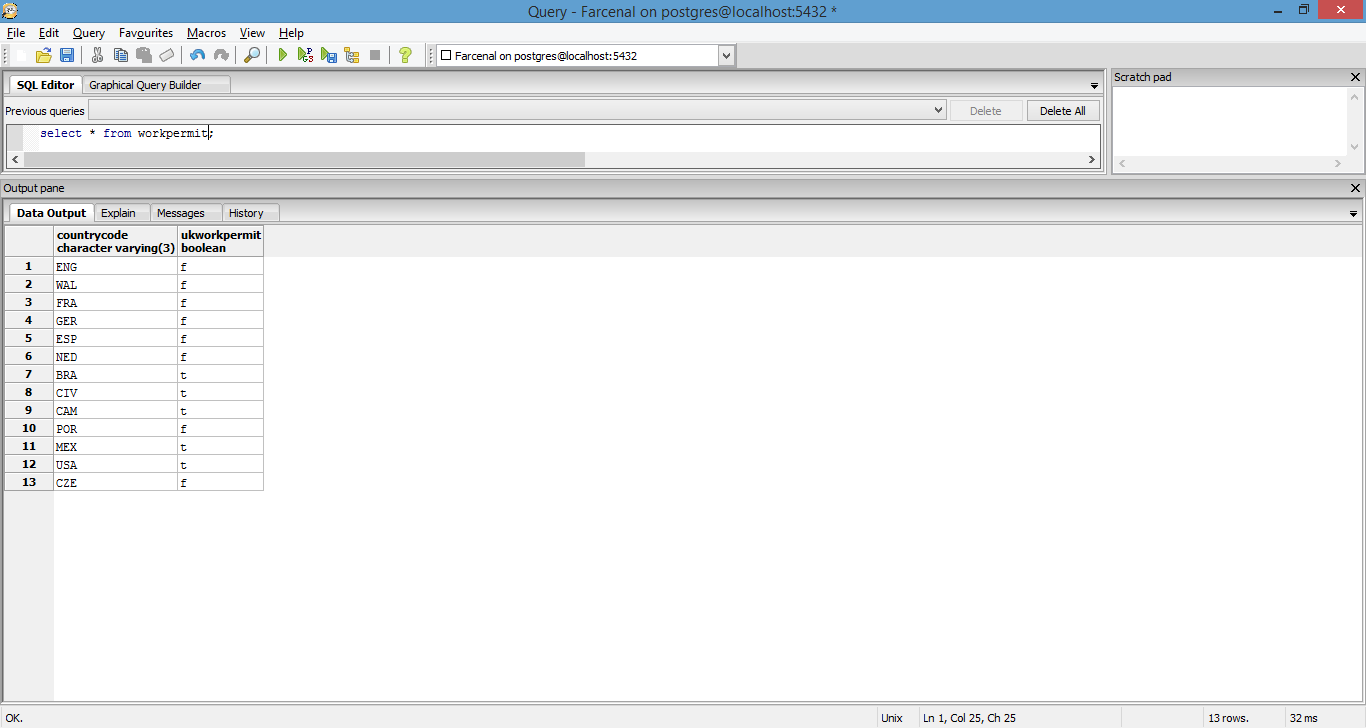 Query - Farcenal on postgres@localhost:5432 *
File Edit Query Favourites Macros View Help
Farcenal on postgres@localhost:5432
SQL Editor Graphical Query Builder
Scratch pad
Previous queries Delete Delete All
select * from workpermit;
Output pane
Data Output Explain Messages History
countrycode ukworkpermit
character varying(3) boolean
1 ENG f
2 WAL f
3 FRA f
4 GER f
5 ESP f
6 NED f
7 BRA t
8 CIV t
9 CAM t
10 POR f
11 MEX t
12 USA t
13 CZE f
OK. Unix Ln 1, Col 25, Ch 25 13 rows. 32 ms